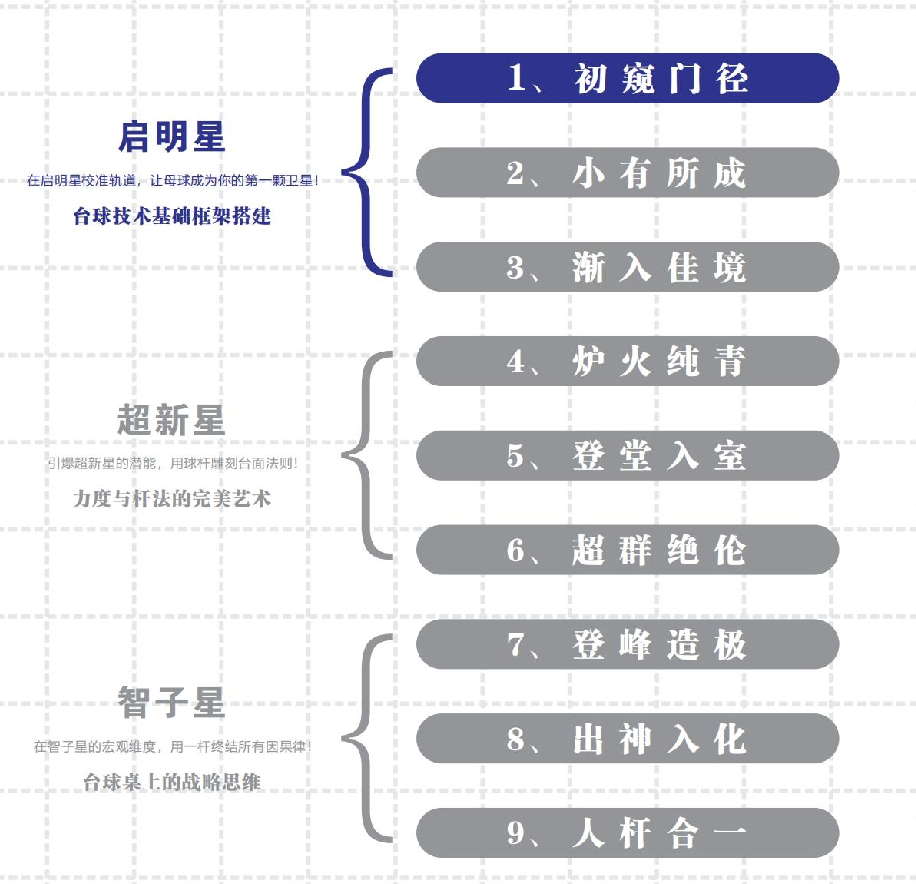 启明星
在启明星校准轨道，让母球成为你的第一颗卫星！
台球技术基础框架搭建
1、初窥门径
2、小有所成
3、渐入佳境
超新星
引爆超新星的潜能，用球杆雕刻台面法则！
力度与杆法的完美艺术
4、炉火纯青
5、登堂入室
6、超群绝伦
智子星
在智子星的宏观维度，用一杆终结所有因果律！
台球桌上的战略思维
7、登峰造极
8、出神入化
9、人杆合一